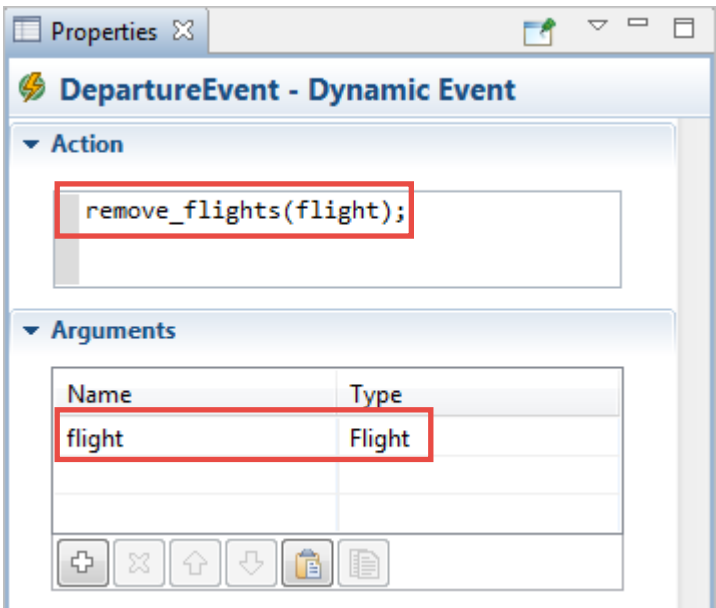 Properties
DepartureEvent - Dynamic Event
Action
remove_flights(flight);
Arguments
Name Type
flight Flight